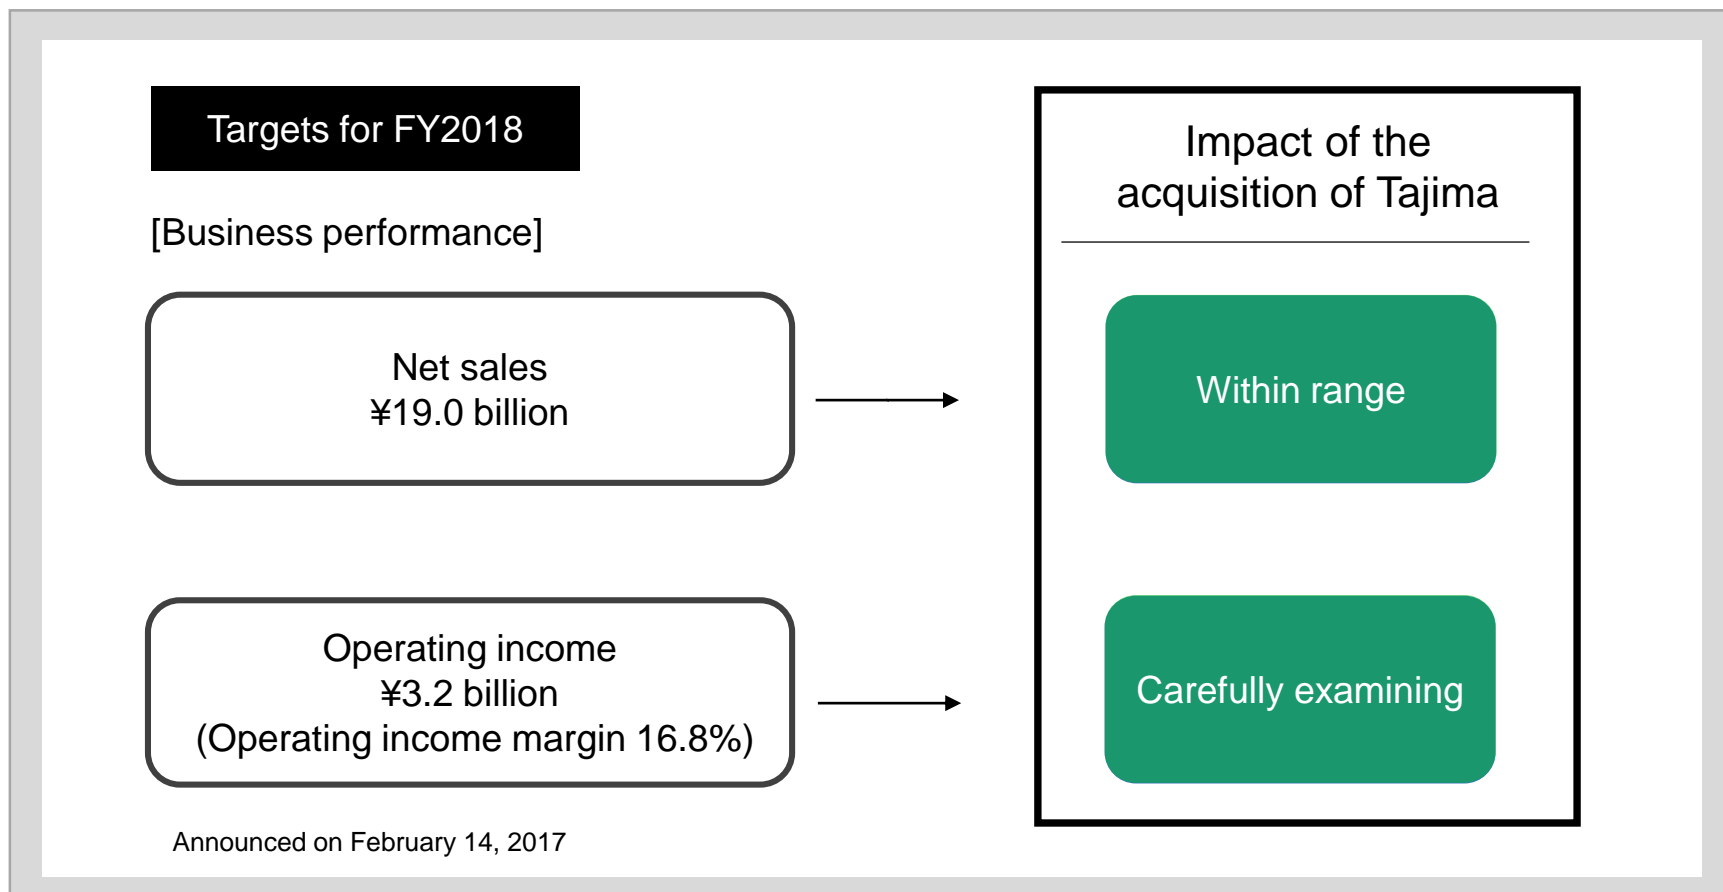 Targets for FY2018
[Business performance]
Net sales
¥19.0 billion
Operating income
¥3.2 billion
(Operating income margin 16.8%)
Announced on February 14, 2017
Impact of the
acquisition of Tajima
Within range
Carefully examining